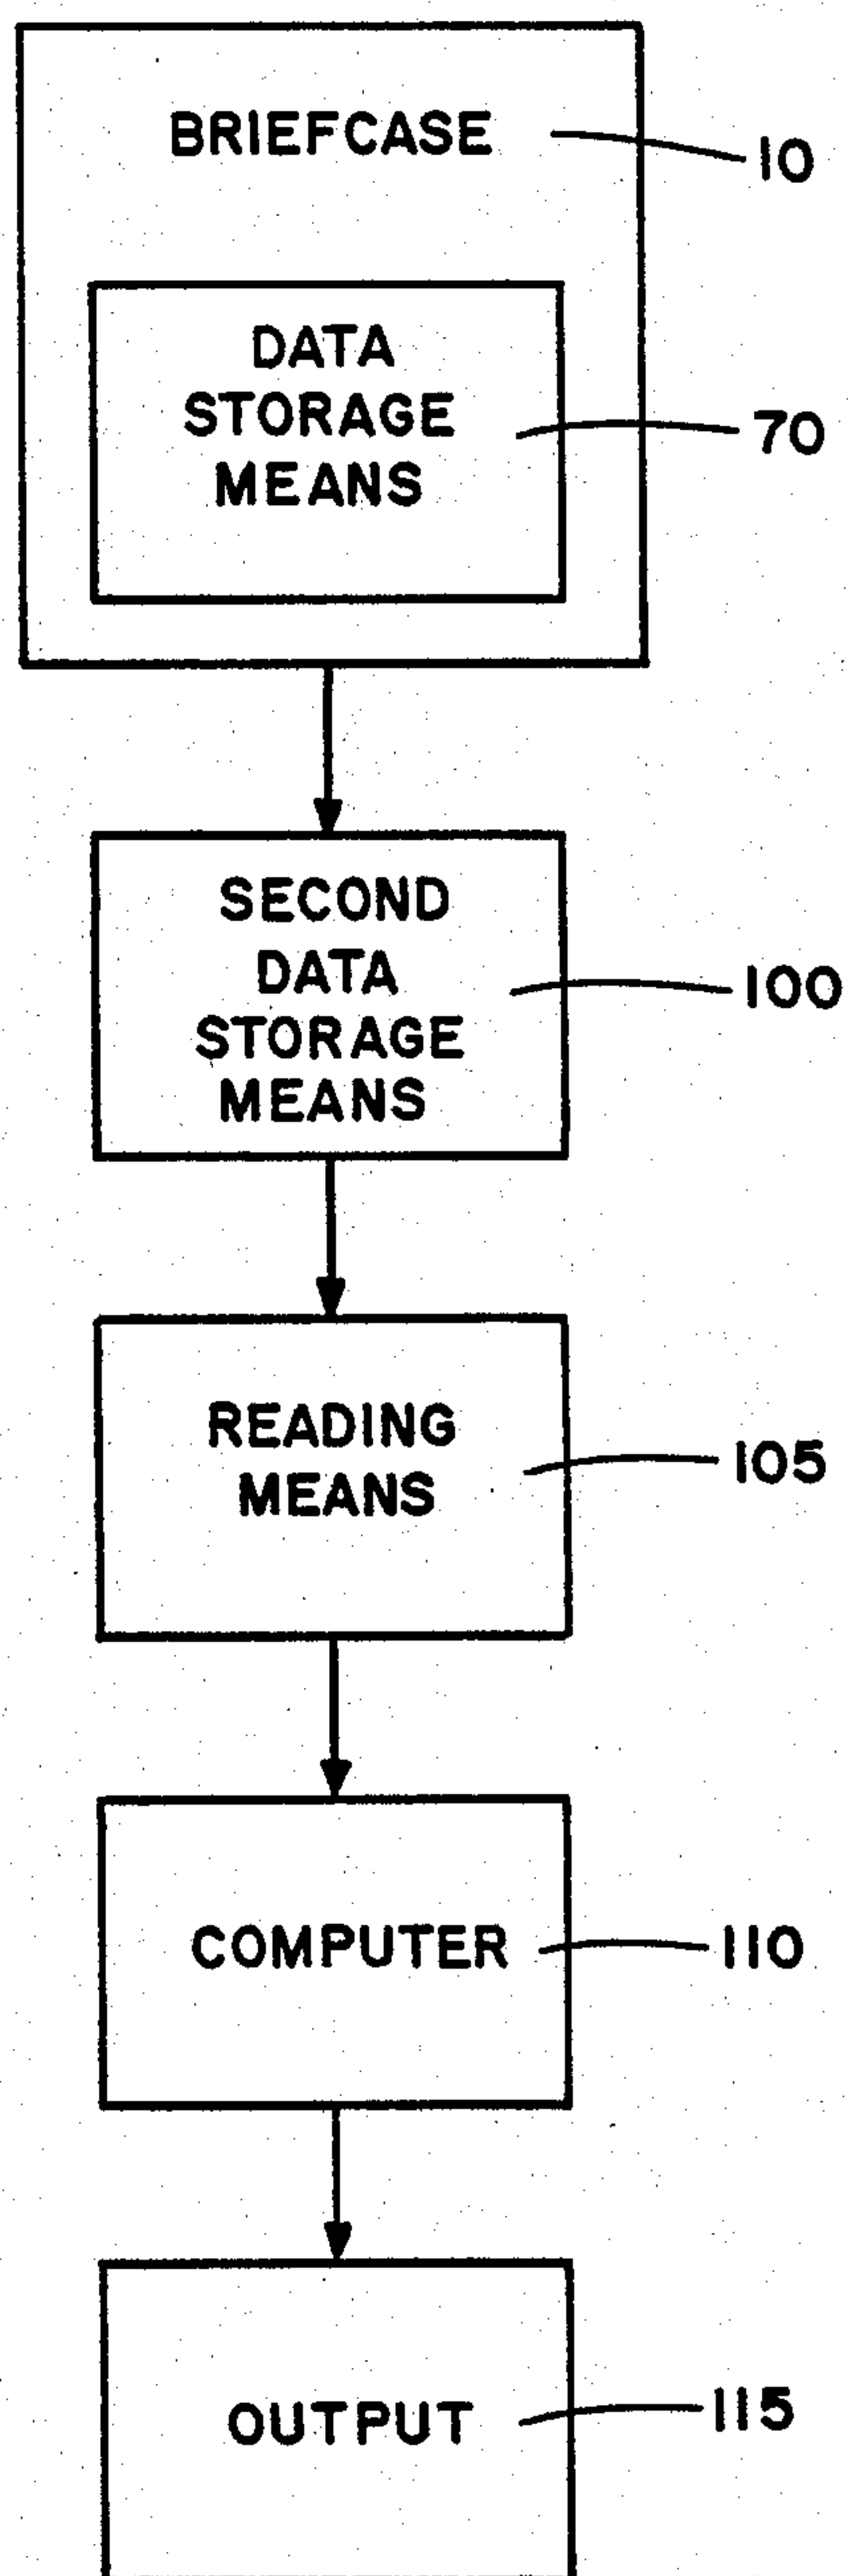 BRIEFCASE
10
DATA
STORAGE
MEANS
70
SECOND
DATA
STORAGE
MEANS
100
READING
MEANS
105
COMPUTER
110
OUTPUT
115